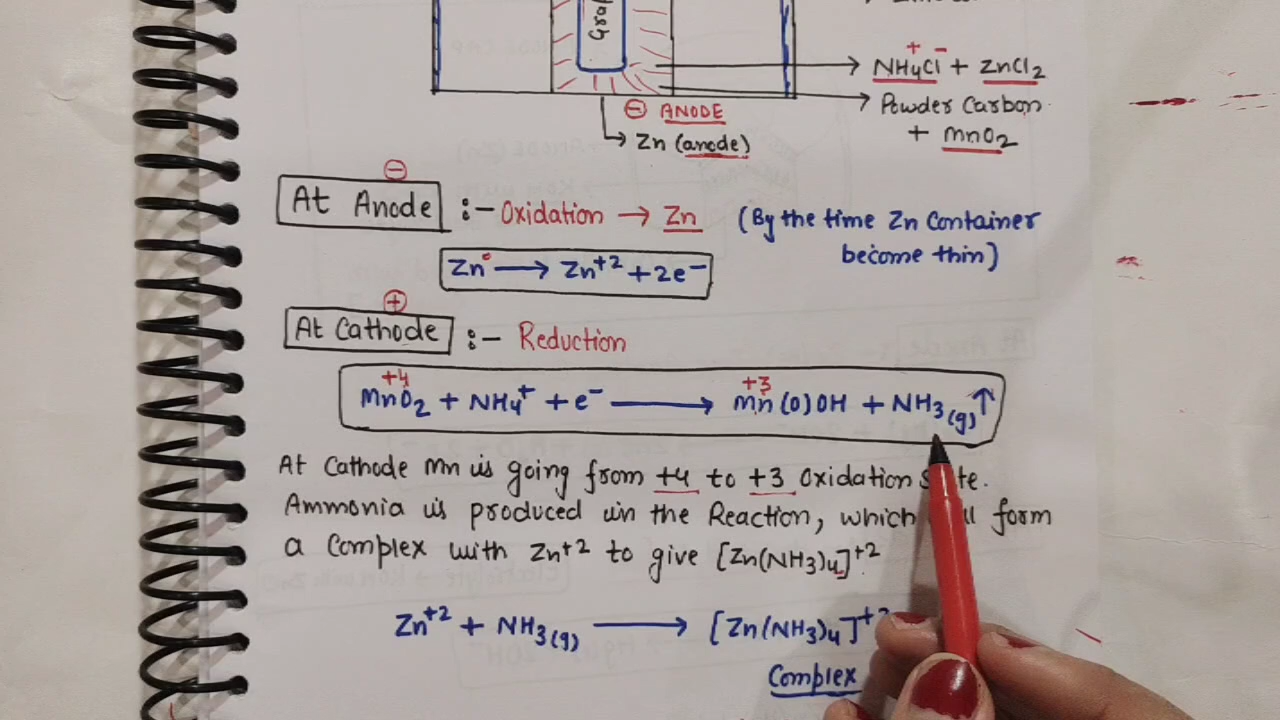 NH4Cl + ZnCl2
+ -
Powder Carbon
+ MnO2
⊖ ANODE
Zn (anode)
⊖
At Anode :- Oxidation → Zn (By the time Zn Container
become thin)
Zn° → Zn+2 + 2e-
⊕
At Cathode :- Reduction
+4 +3
MnO2 + NH4+ + e- → Mn(O)OH + NH3(g)↑
At Cathode Mn is going from +4 to +3 Oxidation
Ammonia is produced in the Reaction, which form
a Complex with Zn+2 to give [Zn(NH3)4]+2
Zn+2 + NH3(g) → [Zn(NH3)4]+2
Complex